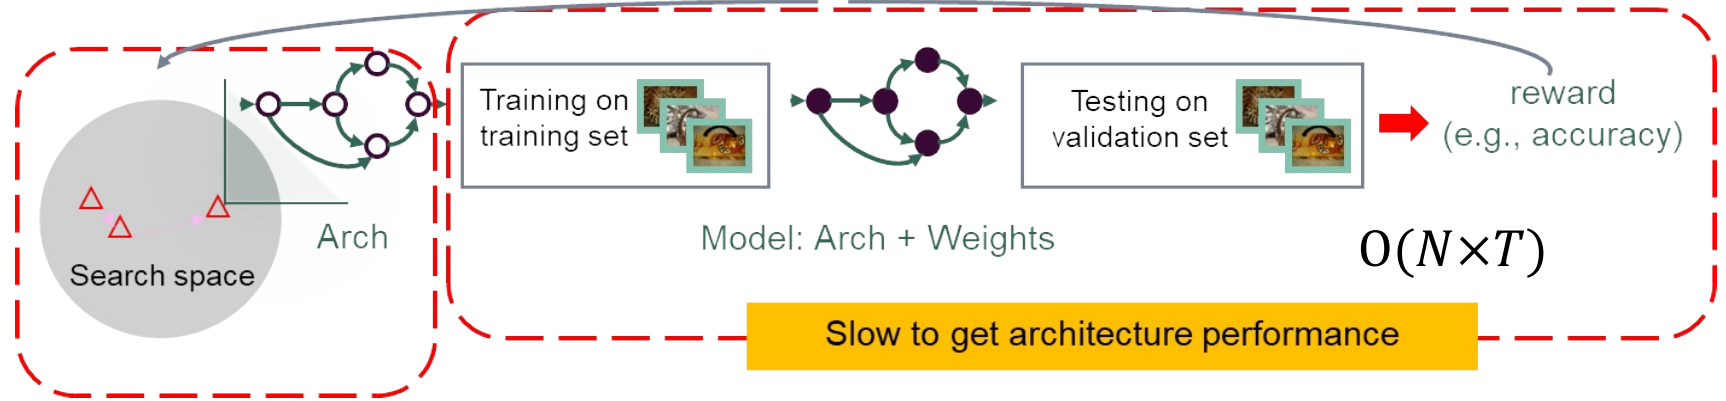 Training on
training set
Testing on
validation set
reward
(e.g., accuracy)
Arch
Search space
Model: Arch + Weights
O(N×T)
Slow to get architecture performance